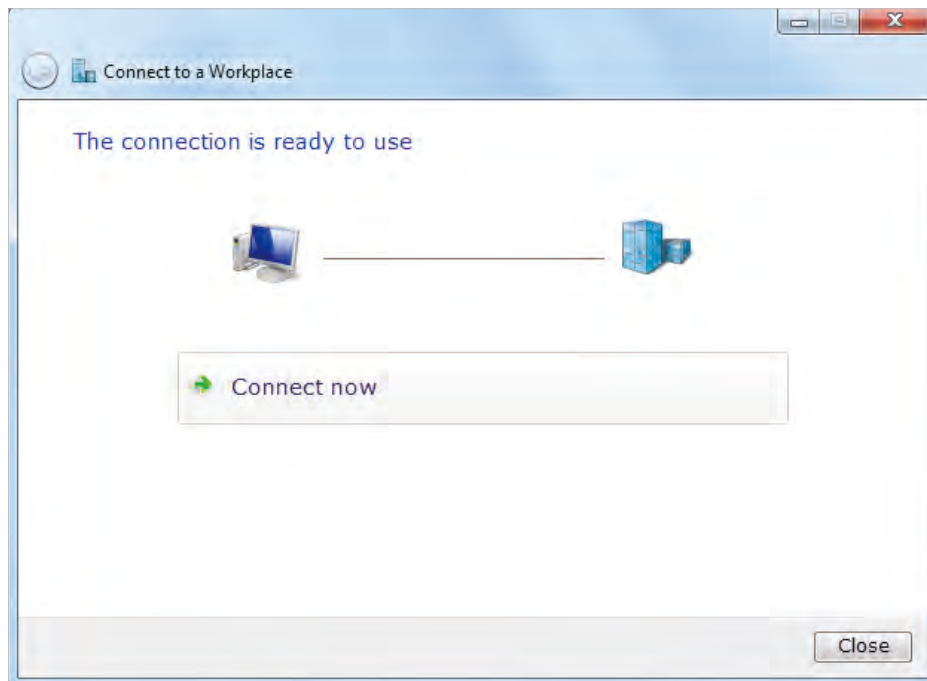 Connect to a Workplace
The connection is ready to use
Connect now
Close